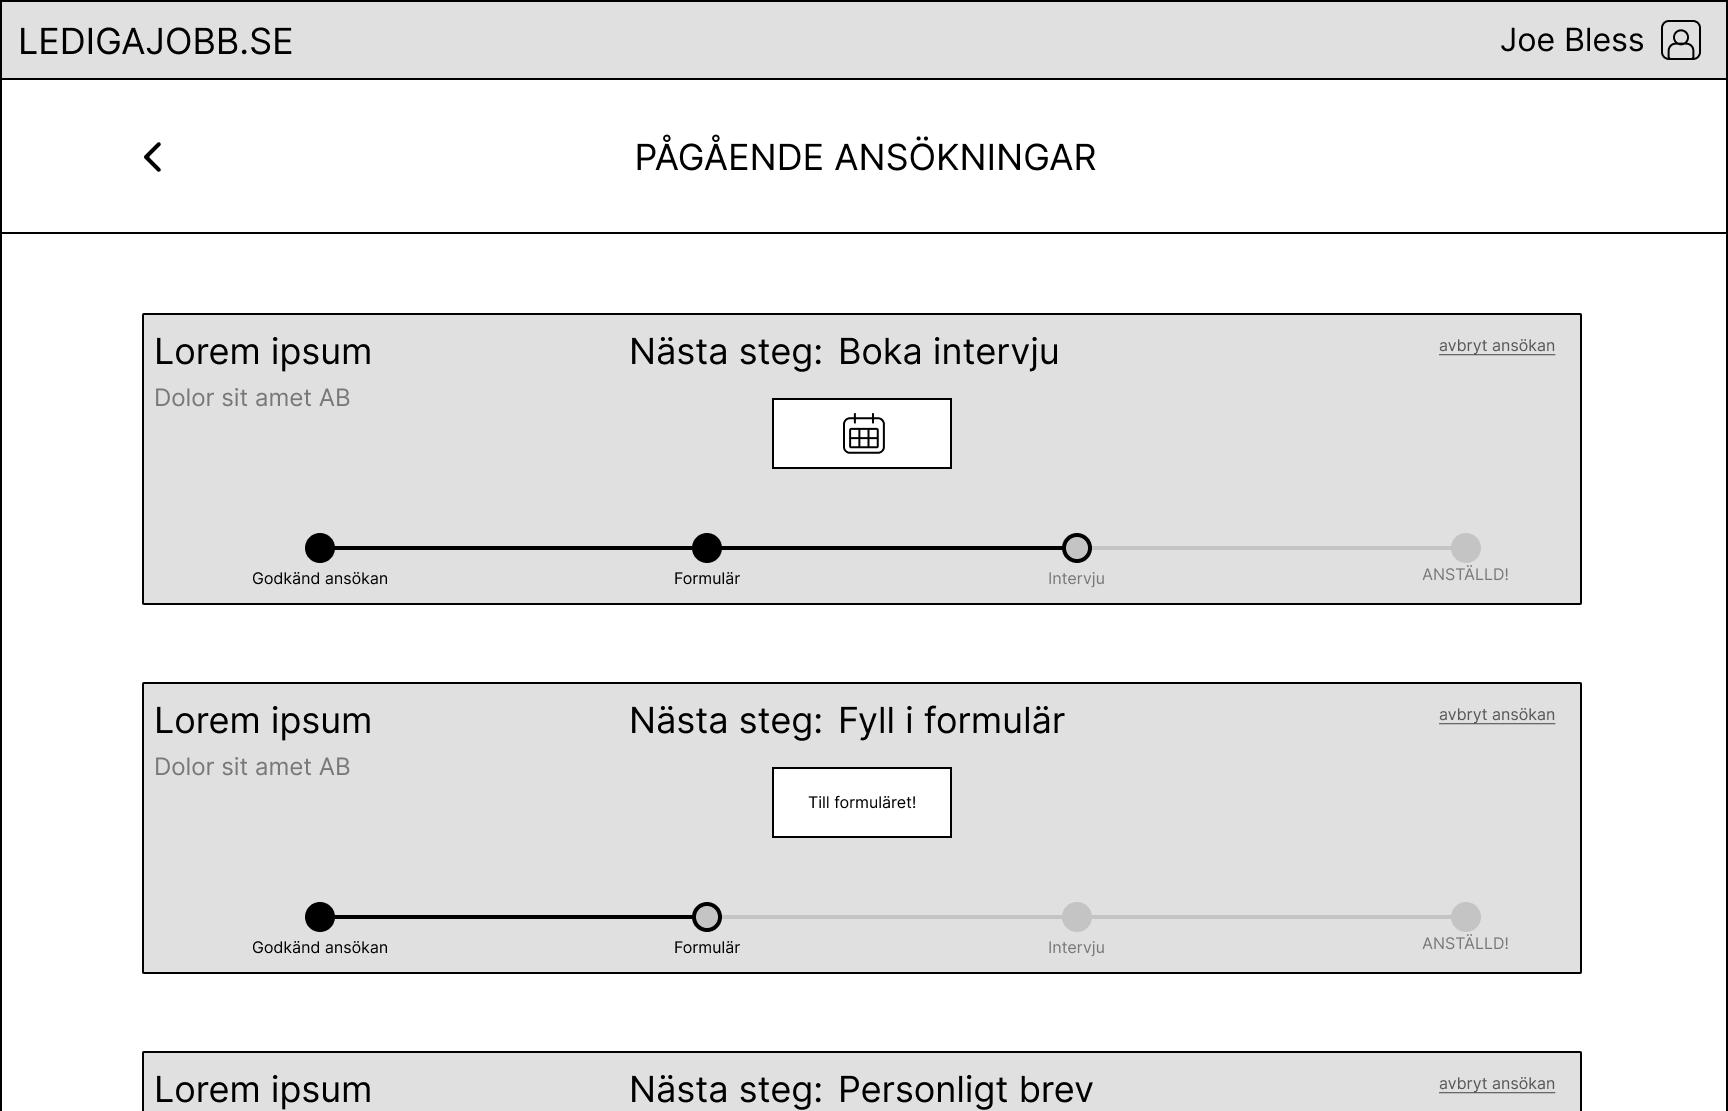 LEDIGAJOBB.SE
Joe Bless
PÅGÅENDE ANSÖKNINGAR
Lorem ipsum
Nästa steg: Boka intervju
avbryt ansökan
Dolor sit amet AB
Godkänd ansökan
Formulär
Intervju
ANSTÄLLD!
Lorem ipsum
Nästa steg: Fyll i formulär
avbryt ansökan
Dolor sit amet AB
Till formuläret!
Godkänd ansökan
Formulär
Intervju
ANSTÄLLD!
Lorem ipsum
Nästa steg: Personligt brev
avbryt ansökan